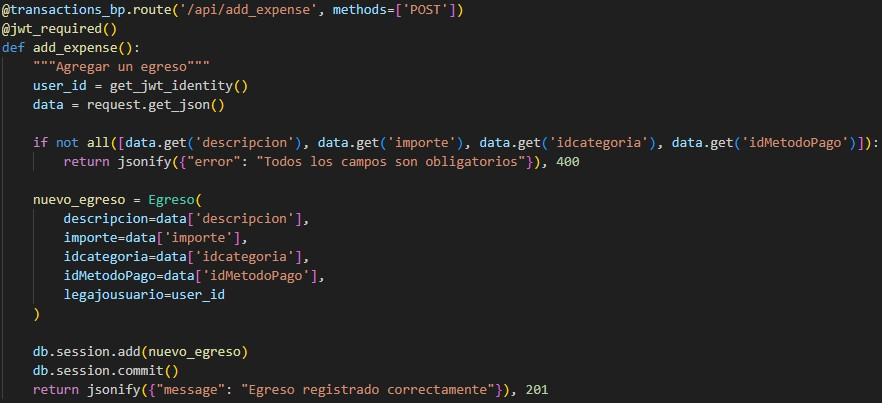 @transactions_bp.route('/api/add_expense', methods=['POST'])
@jwt_required()
def add_expense():
    """Agregar un egreso"""
    user_id = get_jwt_identity()
    data = request.get_json()

    if not all([data.get('descripcion'), data.get('importe'), data.get('idcategoria'), data.get('idMetodoPago')]):
        return jsonify({"error": "Todos los campos son obligatorios"}), 400

    nuevo_egreso = Egreso(
        descripcion=data['descripcion'],
        importe=data['importe'],
        idcategoria=data['idcategoria'],
        idMetodoPago=data['idMetodoPago'],
        legajousuario=user_id
    )

    db.session.add(nuevo_egreso)
    db.session.commit()
    return jsonify({"message": "Egreso registrado correctamente"}), 201